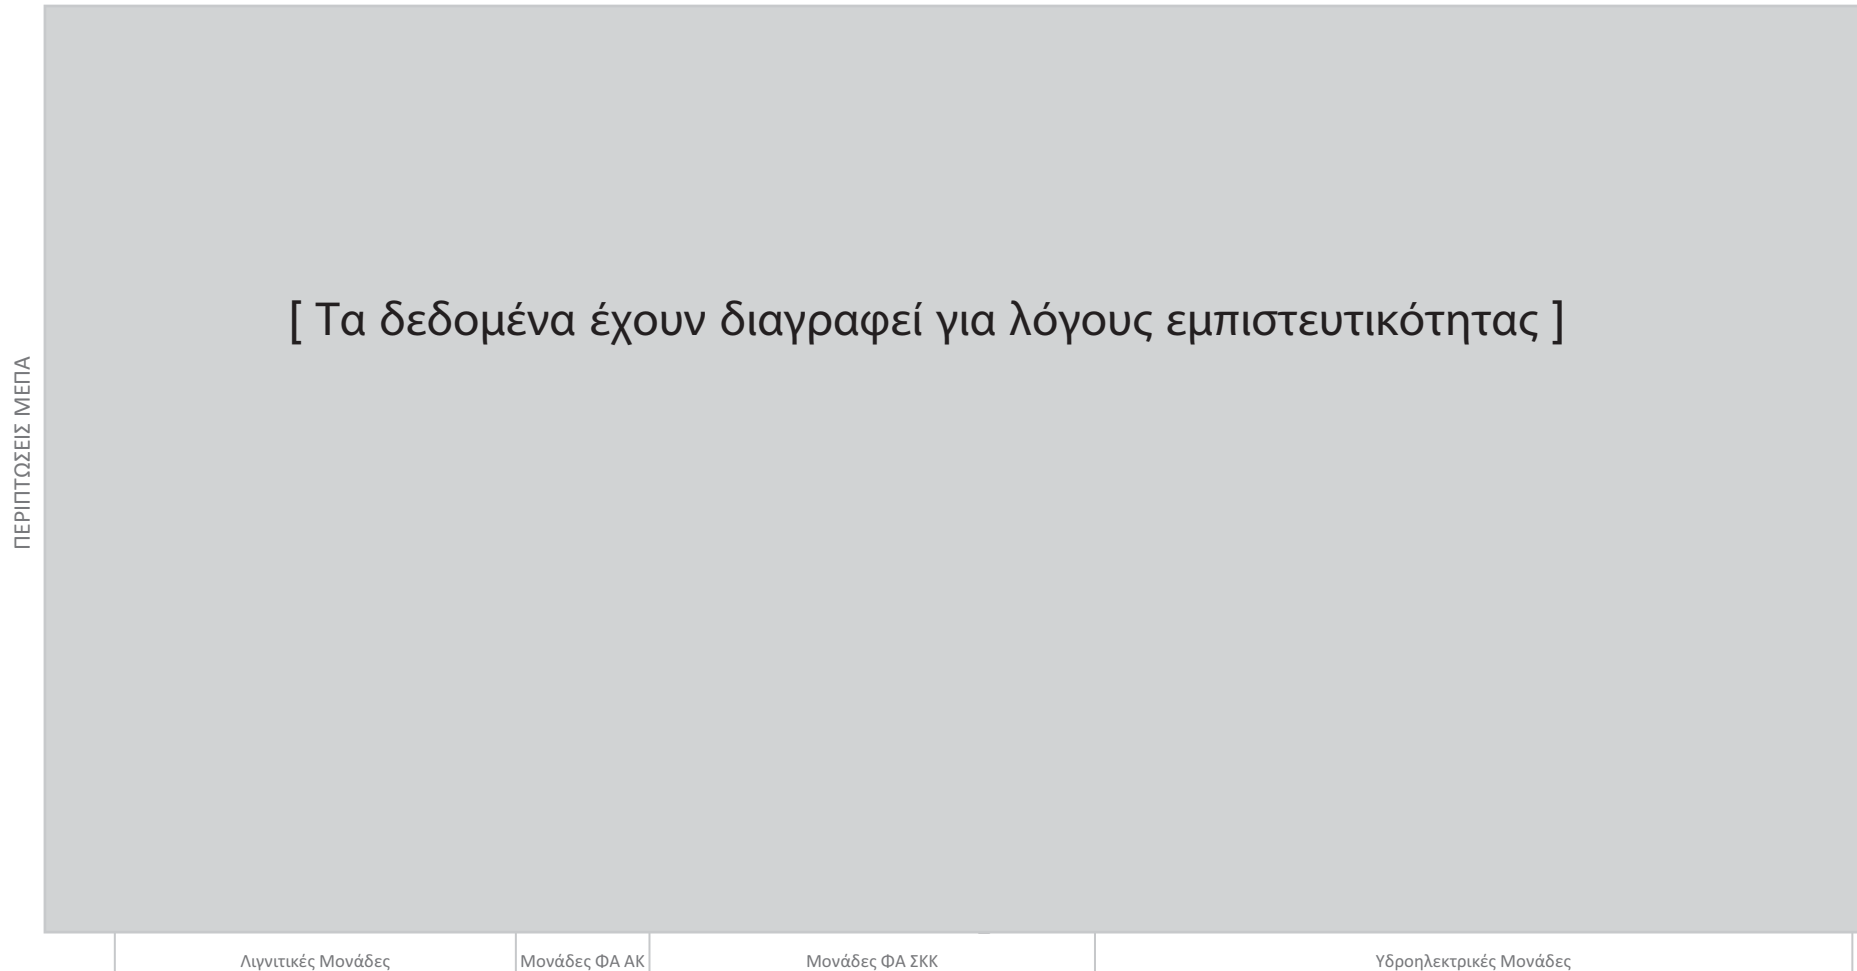 [ Τα δεδομένα έχουν διαγραφεί για λόγους εμπιστευτικότητας ]
ΠΕΡΙΠΤΩΣΕΙΣ ΜΕΠΑ
Λιγνιτικές Μονάδες
Μονάδες ΦΑ ΑΚ
Μονάδες ΦΑ ΣΚΚ
Υδροηλεκτρικές Μονάδες